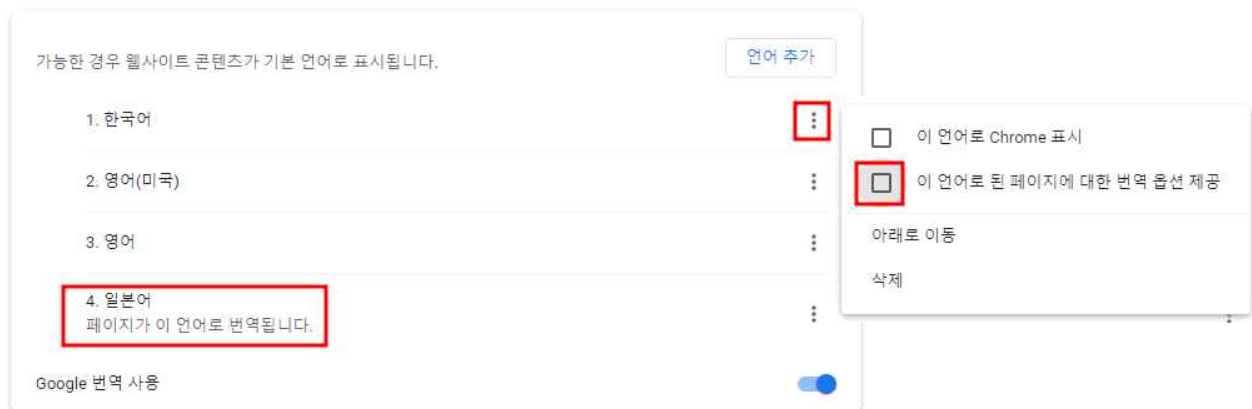 가능한 경우 웹사이트 콘텐츠가 기본 언어로 표시됩니다.
언어 추가
1. 한국어
2. 영어(미국)
3. 영어
4. 일본어
페이지가 이 언어로 번역됩니다.
Google 번역 사용
이 언어로 Chrome 표시
이 언어로 된 페이지에 대한 번역 옵션 제공
아래로 이동
삭제